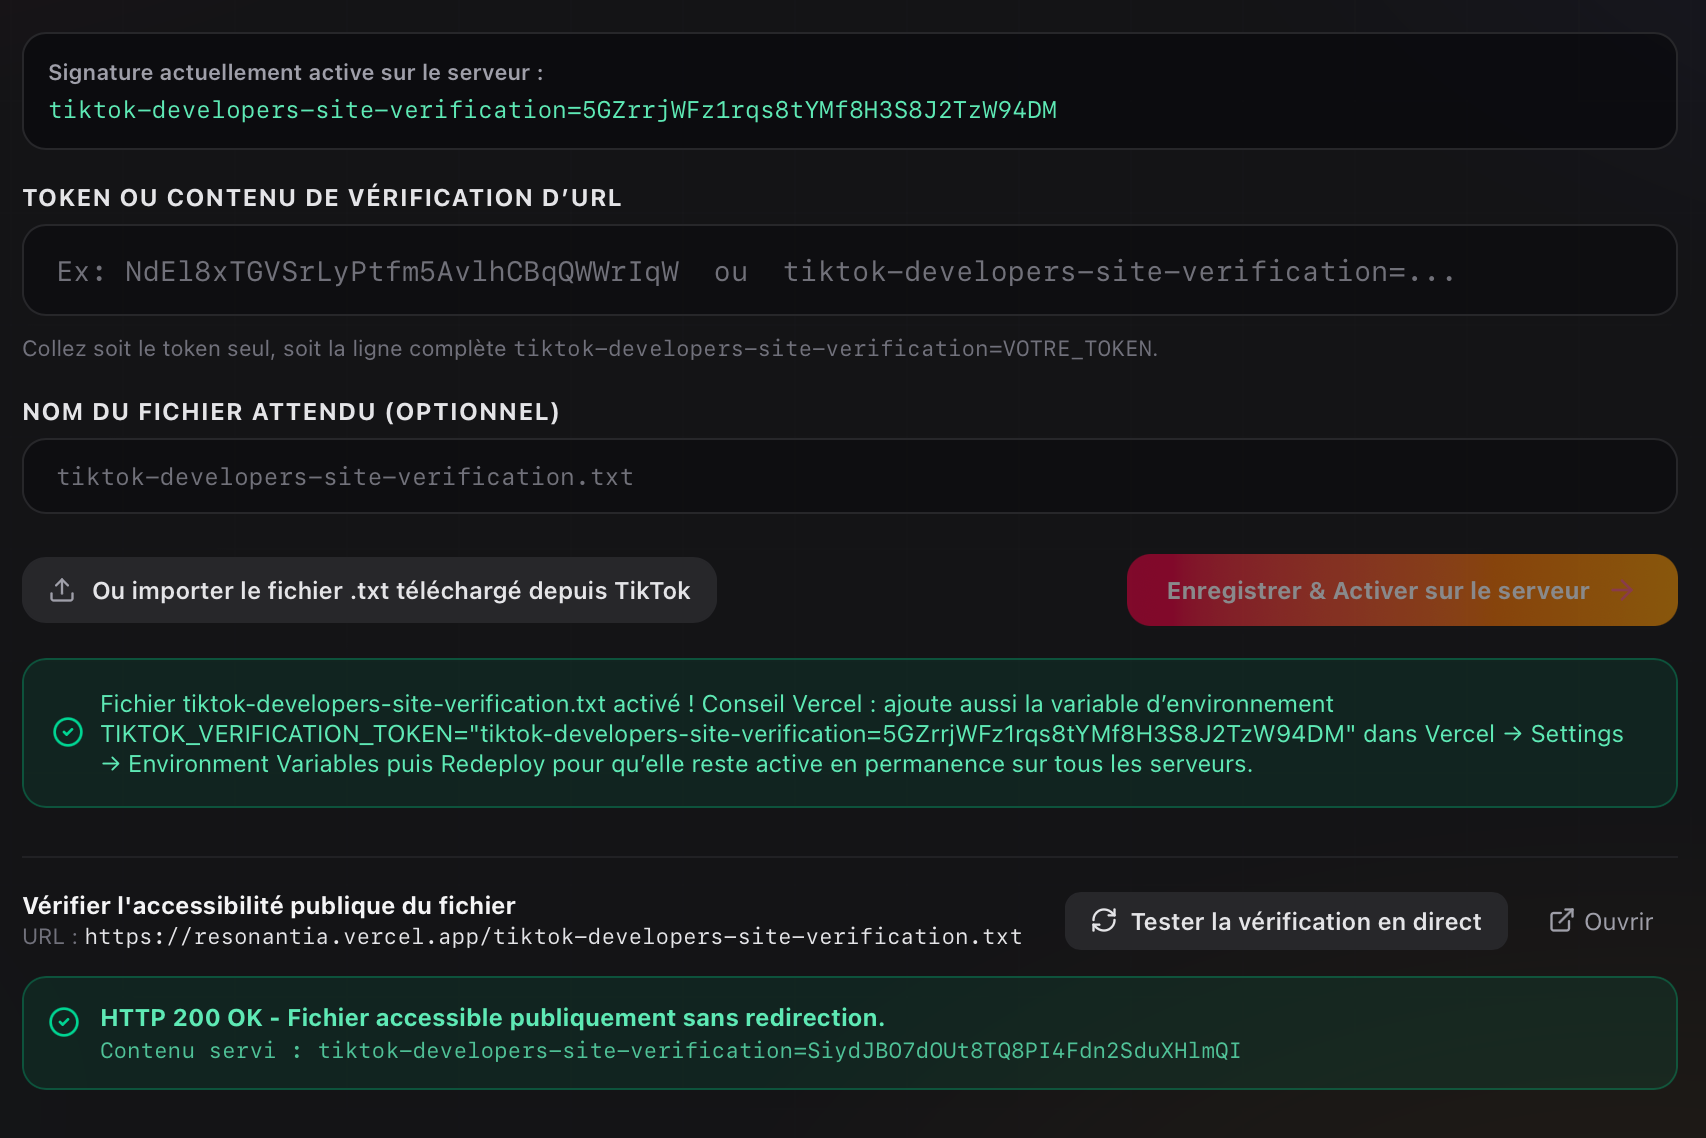 Signature actuellement active sur le serveur :
tiktok-developers-site-verification=5GZrrjWFz1rqs8tYMf8H3S8J2TzW94DM
TOKEN OU CONTENU DE VÉRIFICATION D’URL
Ex: NdEl8xTGVSrLyPtfm5AvlhCBqQWWrIqW  ou  tiktok-developers-site-verification=...
Collez soit le token seul, soit la ligne complète tiktok-developers-site-verification=VOTRE_TOKEN.
NOM DU FICHIER ATTENDU (OPTIONNEL)
tiktok-developers-site-verification.txt
Ou importer le fichier .txt téléchargé depuis TikTok
Enregistrer & Activer sur le serveur →
Fichier tiktok-developers-site-verification.txt activé ! Conseil Vercel : ajoute aussi la variable d’environnement
TIKTOK_VERIFICATION_TOKEN="tiktok-developers-site-verification=5GZrrjWFz1rqs8tYMf8H3S8J2TzW94DM" dans Vercel → Settings
→ Environment Variables puis Redeploy pour qu’elle reste active en permanence sur tous les serveurs.
Vérifier l'accessibilité publique du fichier
URL : https://resonantia.vercel.app/tiktok-developers-site-verification.txt
Tester la vérification en direct
Ouvrir
HTTP 200 OK - Fichier accessible publiquement sans redirection.
Contenu servi : tiktok-developers-site-verification=SiydJBO7dOUt8TQ8PI4Fdn2SduXHlmQI